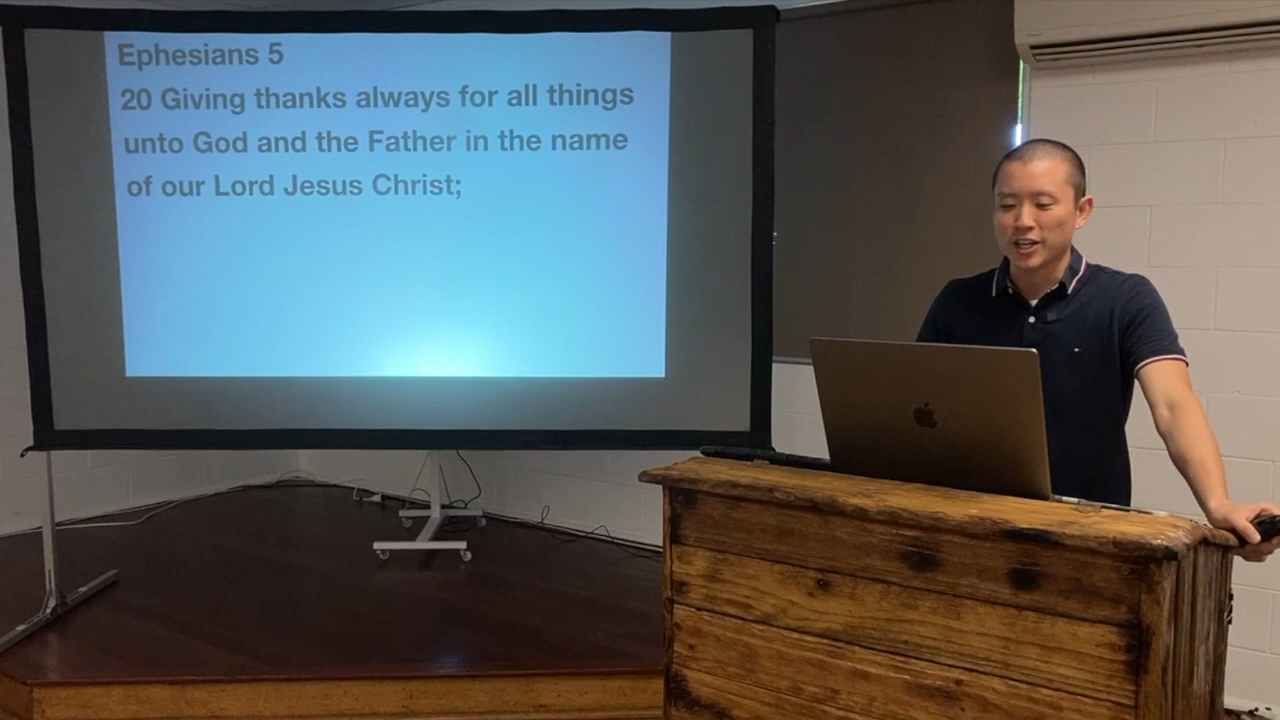 Ephesians 5
20 Giving thanks always for all things
unto God and the Father in the name
of our Lord Jesus Christ;